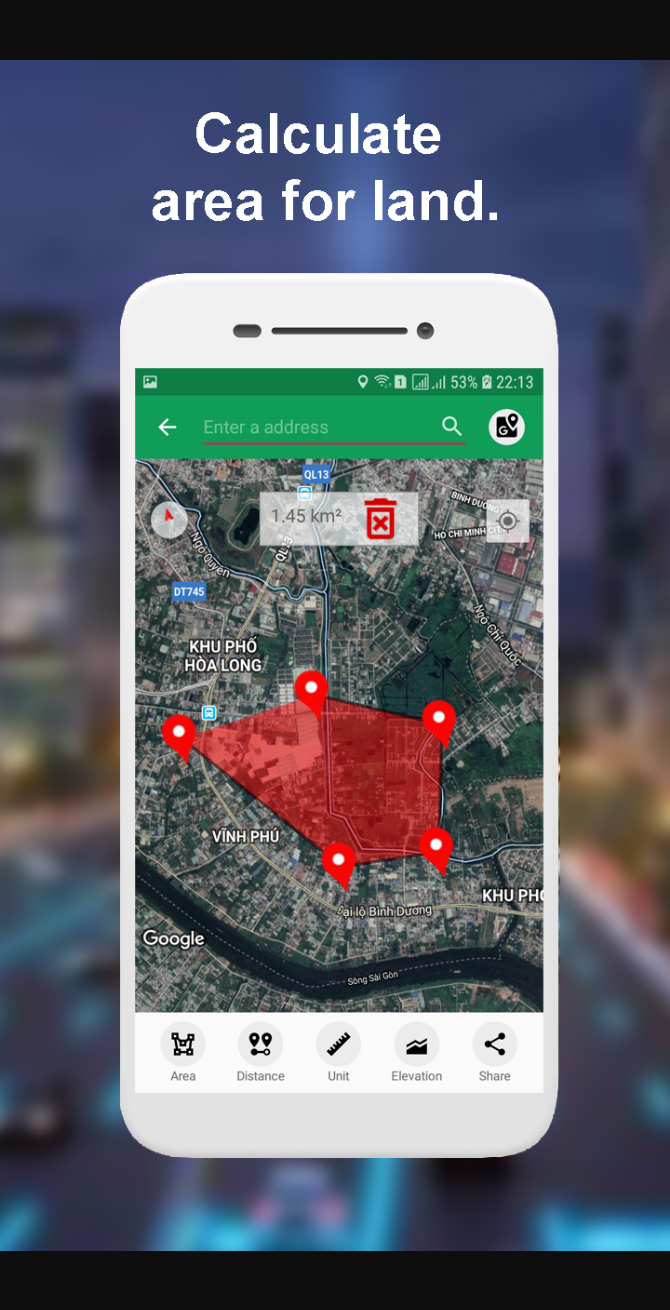 Calculate
area for land.
1
53%
22:13
Enter a address
G
QL13
1.45 km²
BINH DUONG
HO CHI MINH CIT
Ngô Quyền
QL13
DT745
Ngô Chí Quốc
KHU PHỐ
HÒA LONG
VĨNH PHÚ
KHU PHỐ
Đại lộ Bình Dương
Google
Sông Sài Gòn
Area
Distance
Unit
Elevation
Share